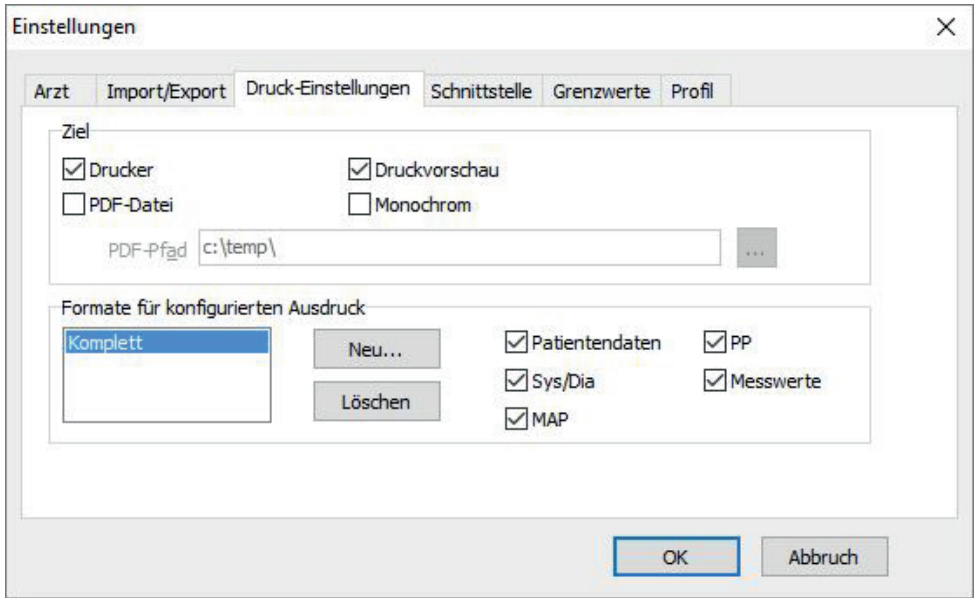 Einstellungen
Arzt Import/Export Druck-Einstellungen Schnittstelle Grenzwerte Profil
Ziel
Drucker Druckvorschau
PDF-Datei Monochrom
PDF-Pfad c:\temp\ ...
Formate für konfigurierten Ausdruck
Komplett Neu... Patientendaten PP
Löschen Sys/Dia Messwerte
MAP
OK Abbruch